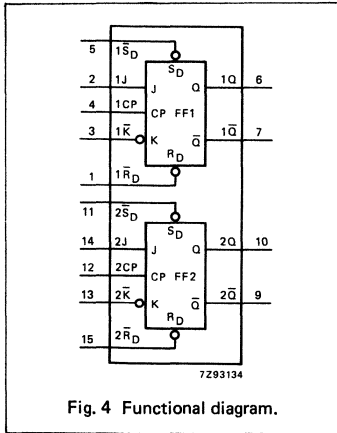 5 1S̅D
SD
2 1J J Q 1Q 6
4 1CP CP FF1
3 1K̅ K Q̅ 1Q̅ 7
RD
1 1R̅D
11 2S̅D
SD
14 2J J Q 2Q 10
12 2CP CP FF2
13 2K̅ K Q̅ 2Q̅ 9
RD
15 2R̅D
7Z93134
Fig. 4 Functional diagram.